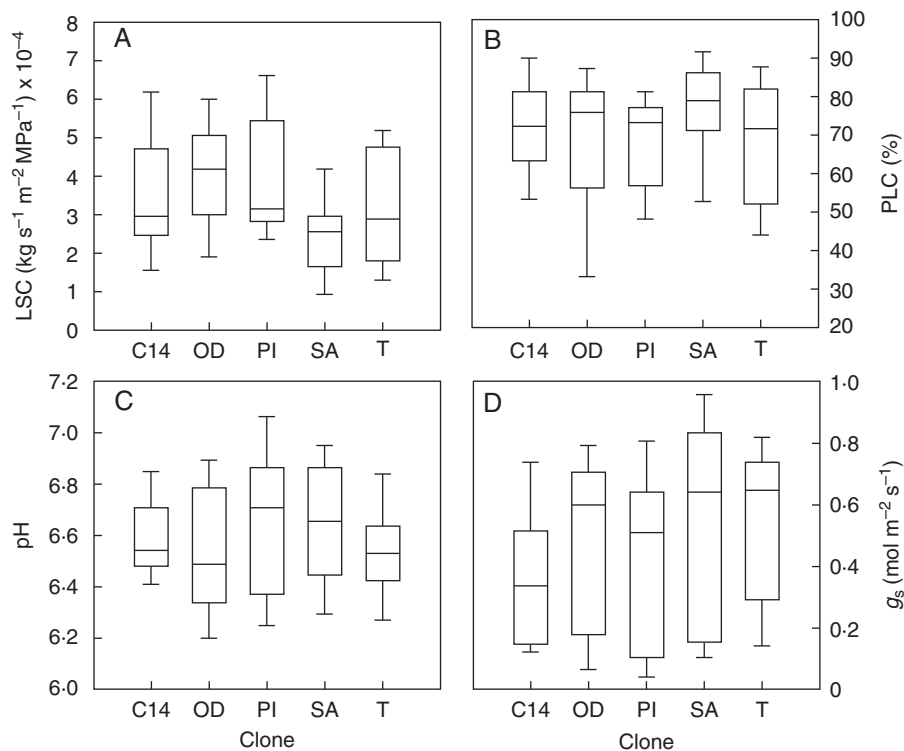 A
LSC (kg s⁻¹ m⁻² MPa⁻¹) x 10⁻⁴
8
7
6
5
4
3
2
1
0
C14 OD PI SA T
B
PLC (%)
100
90
80
70
60
50
40
30
20
C14 OD PI SA T
C
pH
7·2
7·0
6·8
6·6
6·4
6·2
6·0
C14 OD PI SA T
Clone
D
gₛ (mol m⁻² s⁻¹)
1·0
0·8
0·6
0·4
0·2
0
C14 OD PI SA T
Clone